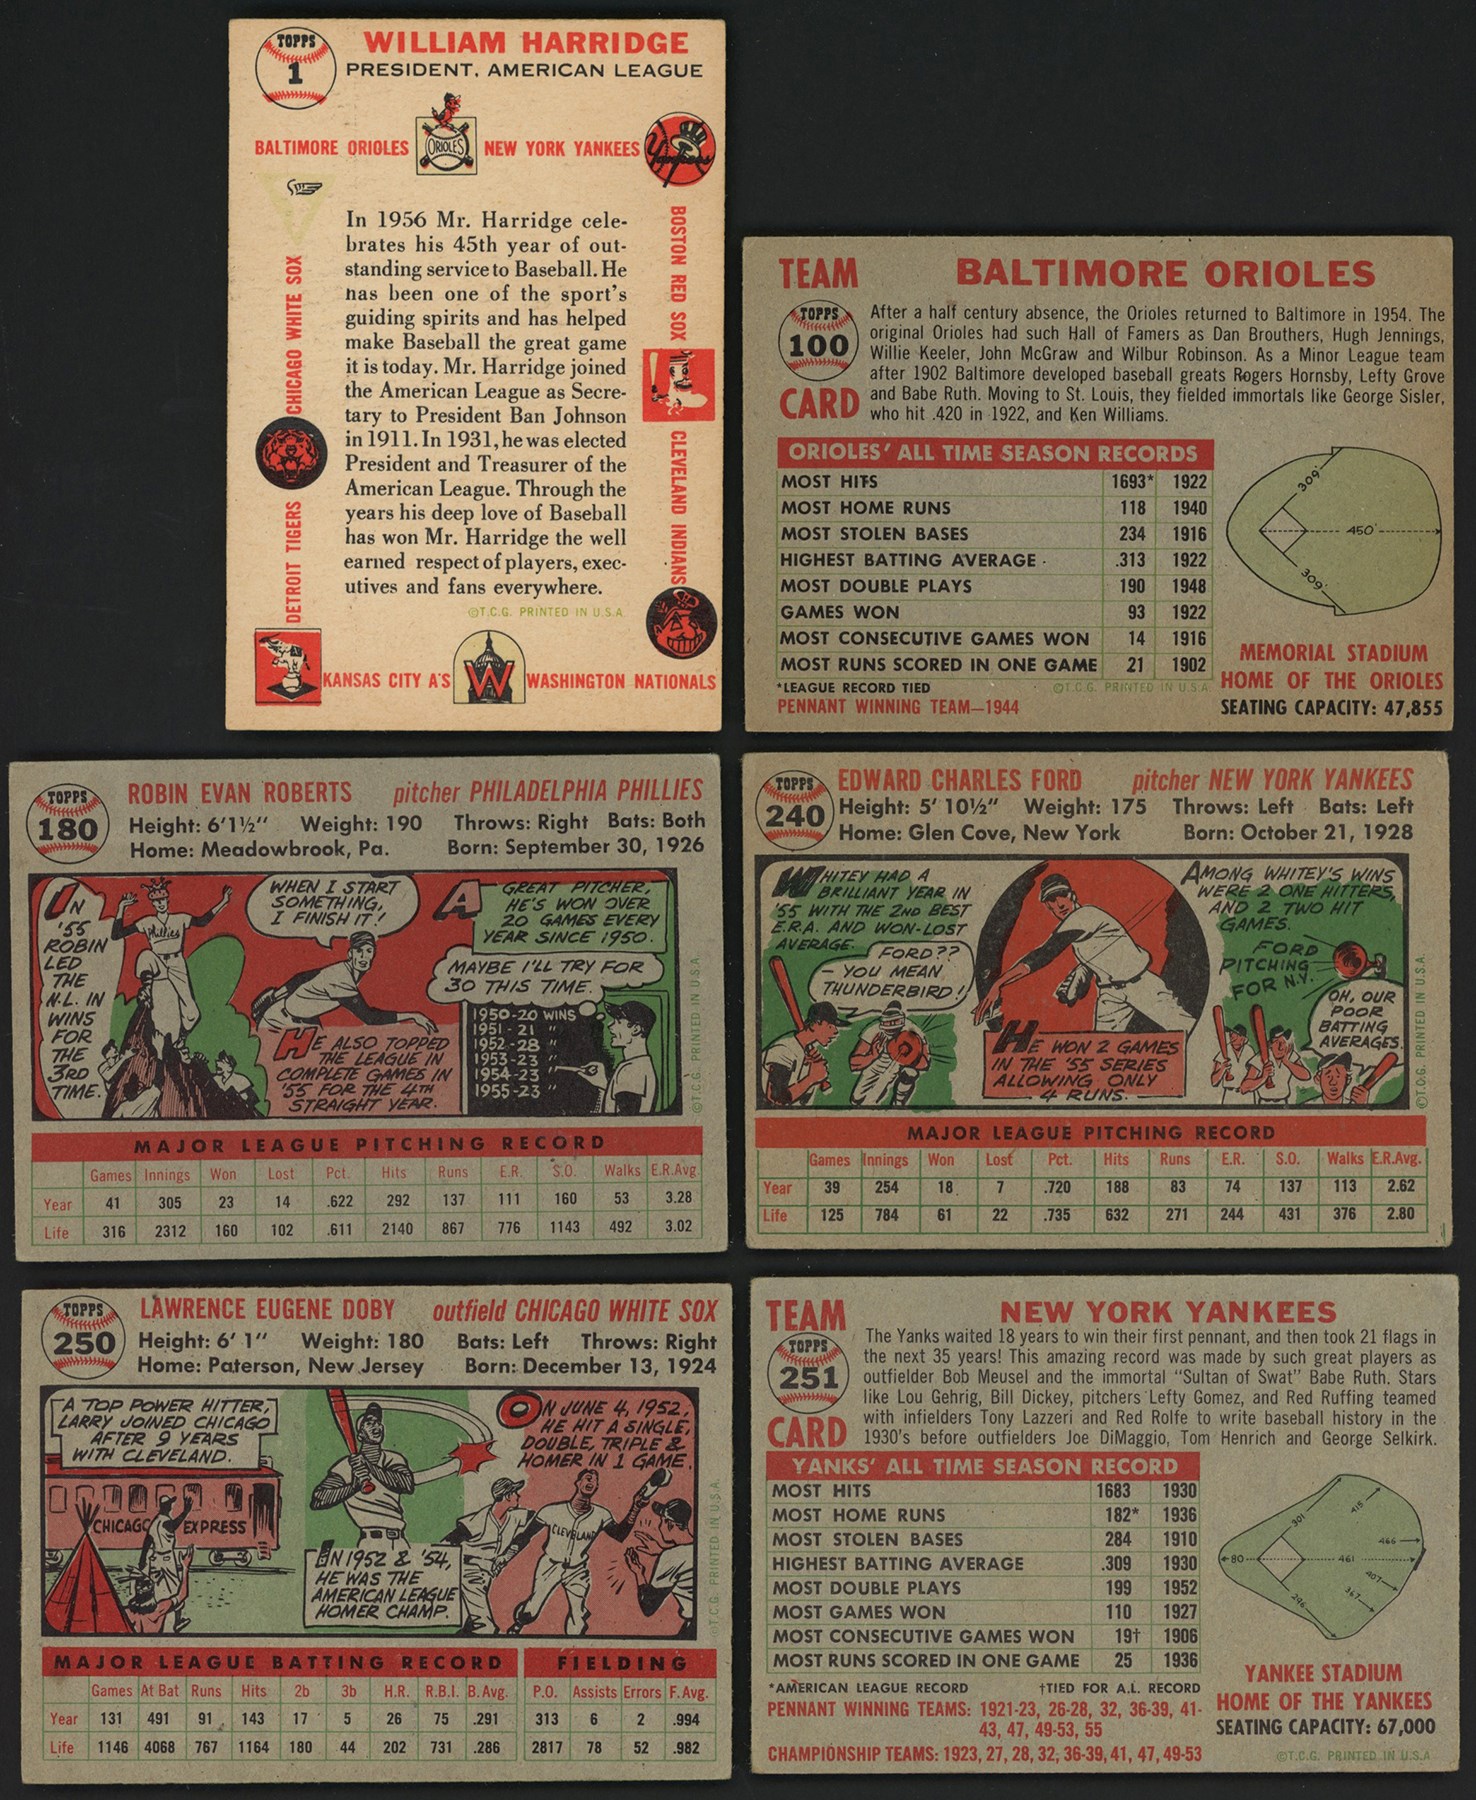 TOPPS
1
WILLIAM HARRIDGE
PRESIDENT, AMERICAN LEAGUE
BALTIMORE ORIOLES
ORIOLES
NEW YORK YANKEES
Yankees
BOSTON RED SOX
CLEVELAND INDIANS
CHICAGO WHITE SOX
DETROIT TIGERS
In 1956 Mr. Harridge cele-
brates his 45th year of out-
standing service to Baseball. He
has been one of the sport's
guiding spirits and has helped
make Baseball the great game
it is today. Mr. Harridge joined
the American League as Secre-
tary to President Ban Johnson
in 1911. In 1931, he was elected
President and Treasurer of the
American League. Through the
years his deep love of Baseball
has won Mr. Harridge the well
earned respect of players, exec-
utives and fans everywhere.
©T.C.G. PRINTED IN U.S.A.
KANSAS CITY A'S
W
WASHINGTON NATIONALS
TEAM
TOPPS
100
CARD
BALTIMORE ORIOLES
After a half century absence, the Orioles returned to Baltimore in 1954. The
original Orioles had such Hall of Famers as Dan Brouthers, Hugh Jennings,
Willie Keeler, John McGraw and Wilbur Robinson. As a Minor League team
after 1902 Baltimore developed baseball greats Rogers Hornsby, Lefty Grove
and Babe Ruth. Moving to St. Louis, they fielded immortals like George Sisler,
who hit .420 in 1922, and Ken Williams.
ORIOLES' ALL TIME SEASON RECORDS
MOST HITS 1693* 1922
MOST HOME RUNS 118 1940
MOST STOLEN BASES 234 1916
HIGHEST BATTING AVERAGE .313 1922
MOST DOUBLE PLAYS 190 1948
GAMES WON 93 1922
MOST CONSECUTIVE GAMES WON 14 1916
MOST RUNS SCORED IN ONE GAME 21 1902
*LEAGUE RECORD TIED
©T.C.G. PRINTED IN U.S.A.
PENNANT WINNING TEAM—1944
309'
450'
309'
MEMORIAL STADIUM
HOME OF THE ORIOLES
SEATING CAPACITY: 47,855
TOPPS
180
ROBIN EVAN ROBERTS pitcher PHILADELPHIA PHILLIES
Height: 6'1½" Weight: 190 Throws: Right Bats: Both
Home: Meadowbrook, Pa. Born: September 30, 1926
IN
'55
ROBIN
LED
THE
N.L. IN
WINS
FOR
THE
3RD
TIME.
Phillies
WHEN I START
SOMETHING,
I FINISH IT!
HE ALSO TOPPED
THE LEAGUE IN
COMPLETE GAMES IN
'55 FOR THE 4TH
STRAIGHT YEAR.
A GREAT PITCHER,
HE'S WON OVER
20 GAMES EVERY
YEAR SINCE 1950.
MAYBE I'LL TRY FOR
30 THIS TIME.
1950-20 WINS
1951-21 "
1952-28 "
1953-23 "
1954-23 "
1955-23 "
©T.C.G. PRINTED IN U.S.A.
MAJOR LEAGUE PITCHING RECORD
Games Innings Won Lost Pct. Hits Runs E.R. S.O. Walks E.R.Avg.
Year 41 305 23 14 .622 292 137 111 160 53 3.28
Life 316 2312 160 102 .611 2140 867 776 1143 492 3.02
TOPPS
240
EDWARD CHARLES FORD pitcher NEW YORK YANKEES
Height: 5' 10½" Weight: 175 Throws: Left Bats: Left
Home: Glen Cove, New York Born: October 21, 1928
WHITEY HAD A
BRILLIANT YEAR IN
'55 WITH THE 2ND BEST
E.R.A. AND WON-LOST
AVERAGE.
FORD??
– YOU MEAN
THUNDERBIRD!
HE WON 2 GAMES
IN THE '55 SERIES
ALLOWING ONLY
4 RUNS.
AMONG WHITEY'S WINS
WERE 2 ONE HITTERS,
AND 2 TWO HIT
GAMES.
FORD
PITCHING
FOR N.Y.
OH, OUR
POOR
BATTING
AVERAGES.
©T.C.G. PRINTED IN U.S.A.
MAJOR LEAGUE PITCHING RECORD
Games Innings Won Lost Pct. Hits Runs E.R. S.O. Walks E.R.Avg.
Year 39 254 18 7 .720 188 83 74 137 113 2.62
Life 125 784 61 22 .735 632 271 244 431 376 2.80
TOPPS
250
LAWRENCE EUGENE DOBY outfield CHICAGO WHITE SOX
Height: 6' 1" Weight: 180 Bats: Left Throws: Right
Home: Paterson, New Jersey Born: December 13, 1924
A TOP POWER HITTER,
LARRY JOINED CHICAGO
AFTER 9 YEARS
WITH CLEVELAND.
CHICAGO EXPRESS
IN 1952 & '54,
HE WAS THE
AMERICAN LEAGUE
HOMER CHAMP.
ON JUNE 4, 1952,
HE HIT A SINGLE,
DOUBLE, TRIPLE &
HOMER IN 1 GAME.
CLEVELAND
©T.C.G. PRINTED IN U.S.A.
MAJOR LEAGUE BATTING RECORD FIELDING
Games At Bat Runs Hits 2b 3b H.R. R.B.I. B.Avg. P.O. Assists Errors F.Avg.
Year 131 491 91 143 17 5 26 75 .291 313 6 2 .994
Life 1146 4068 767 1164 180 44 202 731 .286 2817 78 52 .982
TEAM
TOPPS
251
CARD
NEW YORK YANKEES
The Yanks waited 18 years to win their first pennant, and then took 21 flags in
the next 35 years! This amazing record was made by such great players as
outfielder Bob Meusel and the immortal "Sultan of Swat" Babe Ruth. Stars
like Lou Gehrig, Bill Dickey, pitchers Lefty Gomez, and Red Ruffing teamed
with infielders Tony Lazzeri and Red Rolfe to write baseball history in the
1930's before outfielders Joe DiMaggio, Tom Henrich and George Selkirk.
YANKS' ALL TIME SEASON RECORD
MOST HITS 1683 1930
MOST HOME RUNS 182* 1936
MOST STOLEN BASES 284 1910
HIGHEST BATTING AVERAGE .309 1930
MOST DOUBLE PLAYS 199 1952
MOST GAMES WON 110 1927
MOST CONSECUTIVE GAMES WON 19† 1906
MOST RUNS SCORED IN ONE GAME 25 1936
*AMERICAN LEAGUE RECORD †TIED FOR A.L. RECORD
PENNANT WINNING TEAMS: 1921-23, 26-28, 32, 36-39, 41-
43, 47, 49-53, 55
CHAMPIONSHIP TEAMS: 1923, 27, 28, 32, 36-39, 41, 47, 49-53
301
415
466
80
461
407
367
296
YANKEE STADIUM
HOME OF THE YANKEES
SEATING CAPACITY: 67,000
©T.C.G. PRINTED IN U.S.A